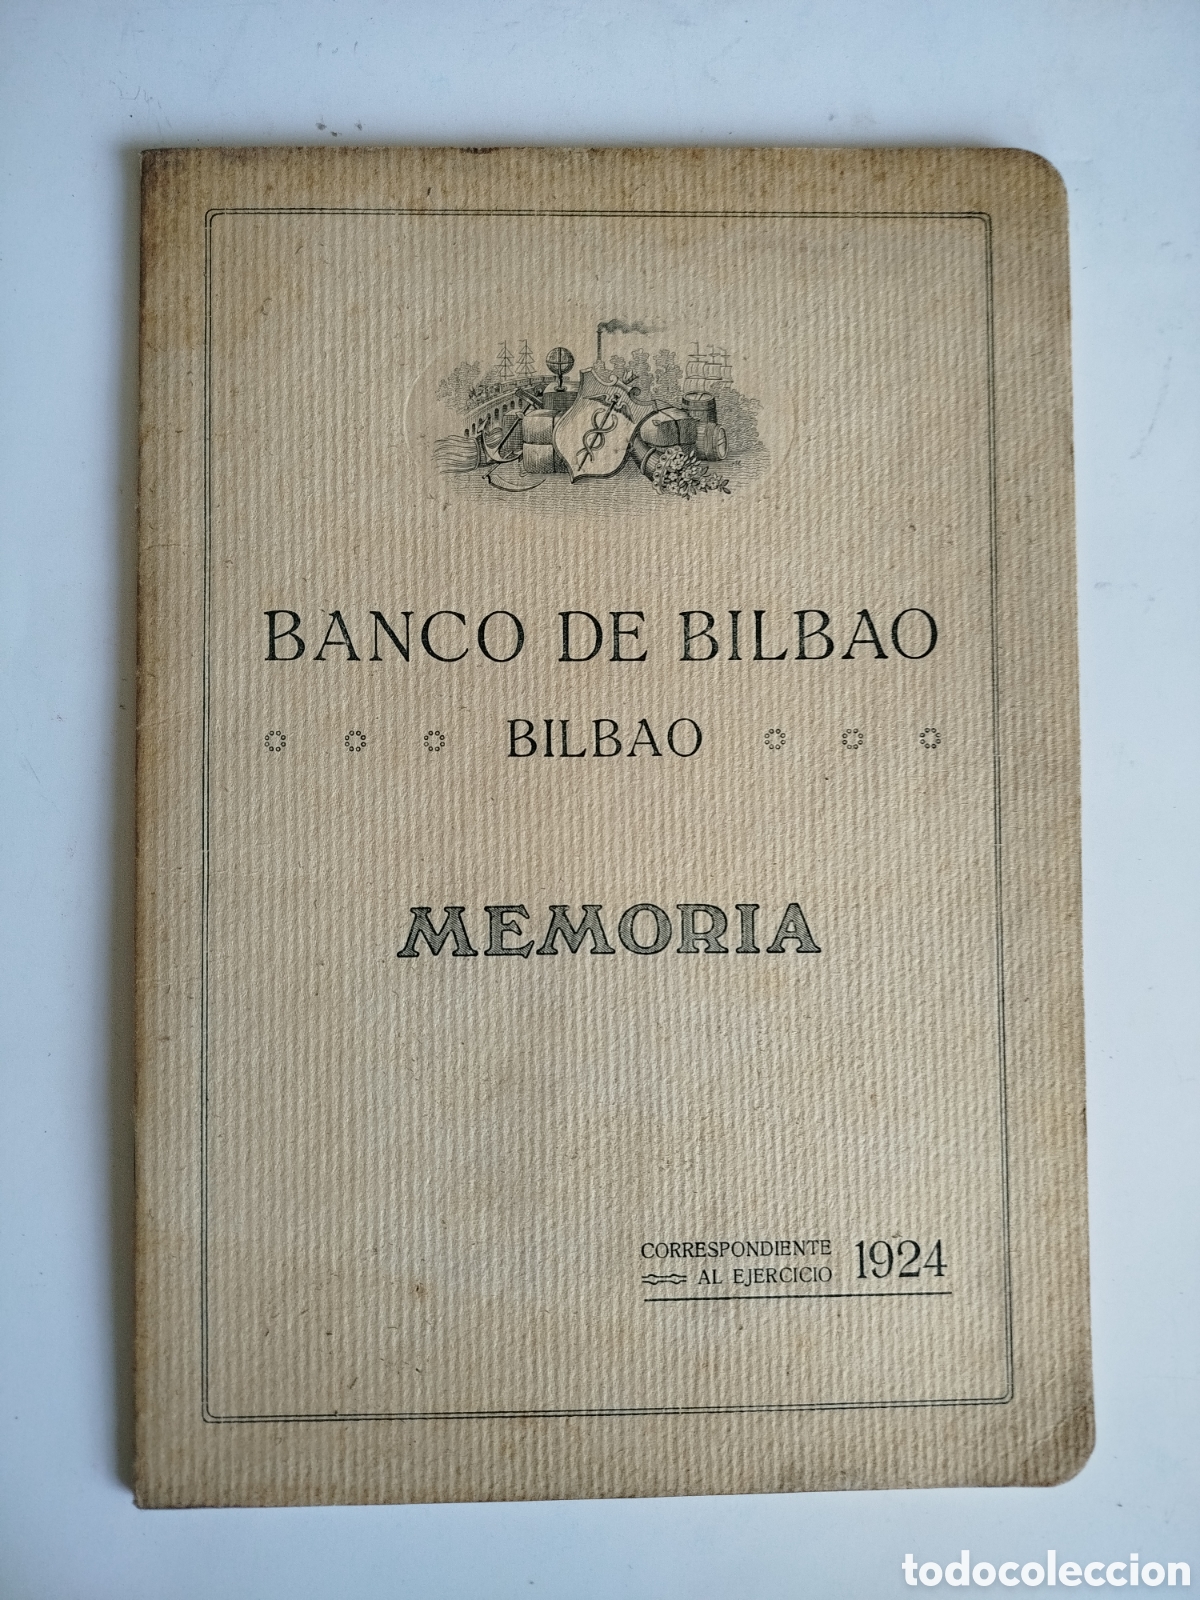 BANCO DE BILBAO
BILBAO
MEMORIA
CORRESPONDIENTE
AL EJERCICIO 1924
todocoleccion